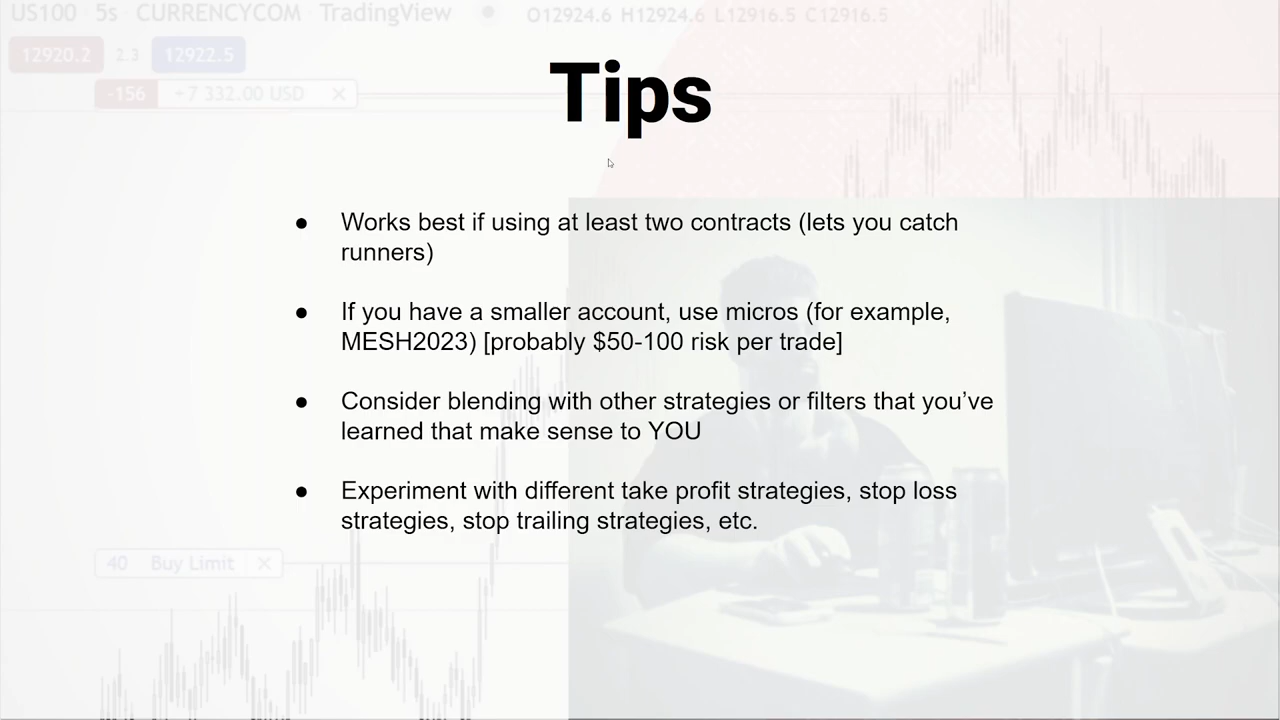 US100 · 5s · CURRENCYCOM · TradingView O12924.6 H12924.6 L12916.5 C12916.5
12920.2 2.3 12922.5
-156 +7 332.00 USD ×
Tips
● Works best if using at least two contracts (lets you catch
runners)
● If you have a smaller account, use micros (for example,
MESH2023) [probably $50-100 risk per trade]
● Consider blending with other strategies or filters that you’ve
learned that make sense to YOU
● Experiment with different take profit strategies, stop loss
strategies, stop trailing strategies, etc.
40 Buy Limit ×